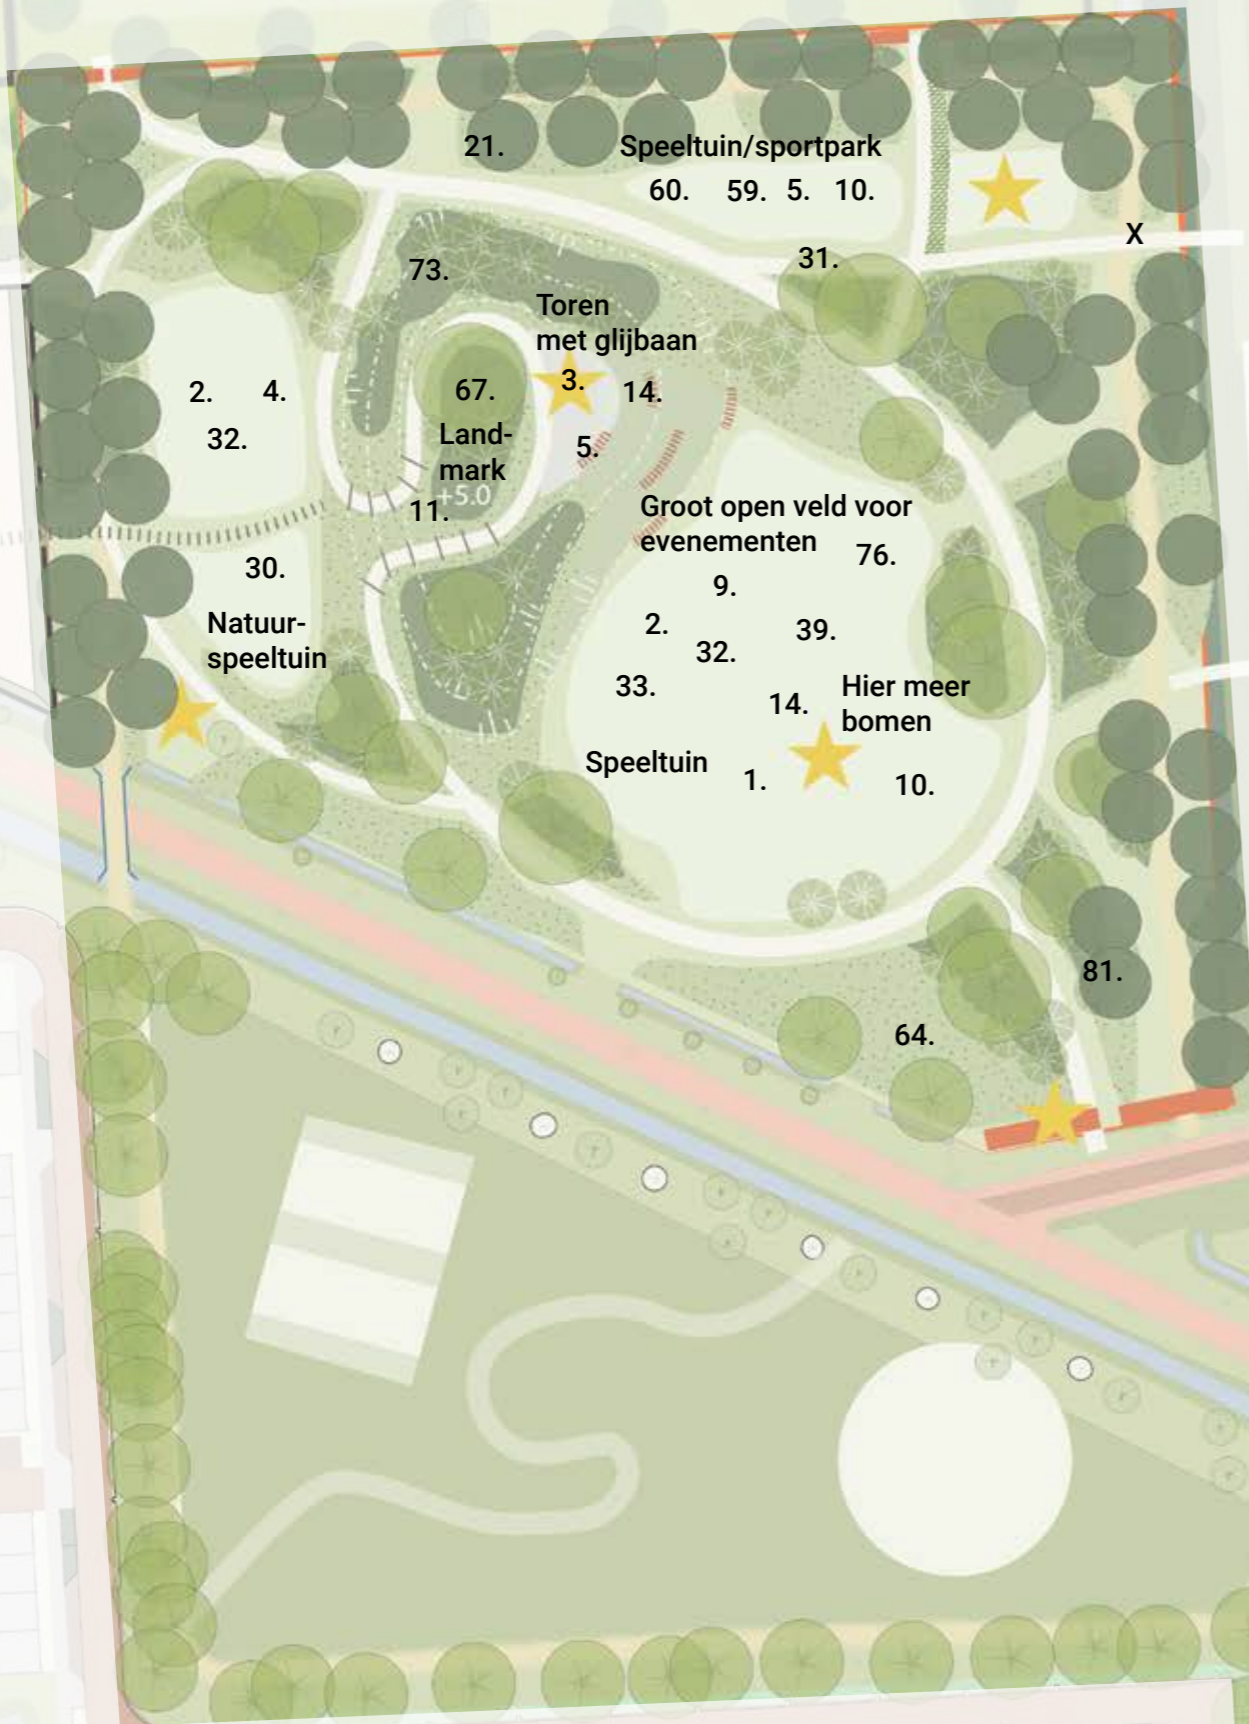 21.
Speeltuin/sportpark
60. 59. 5. 10.
X
31.
73.
Toren
met glijbaan
3. 14.
2. 4.
32.
67.
Land-
mark
+5.0
5.
11.
Groot open veld voor
evenementen
76.
9.
30.
Natuur-
speeltuin
2.
32.
39.
33.
14.
Hier meer
bomen
Speeltuin
1.
10.
81.
64.